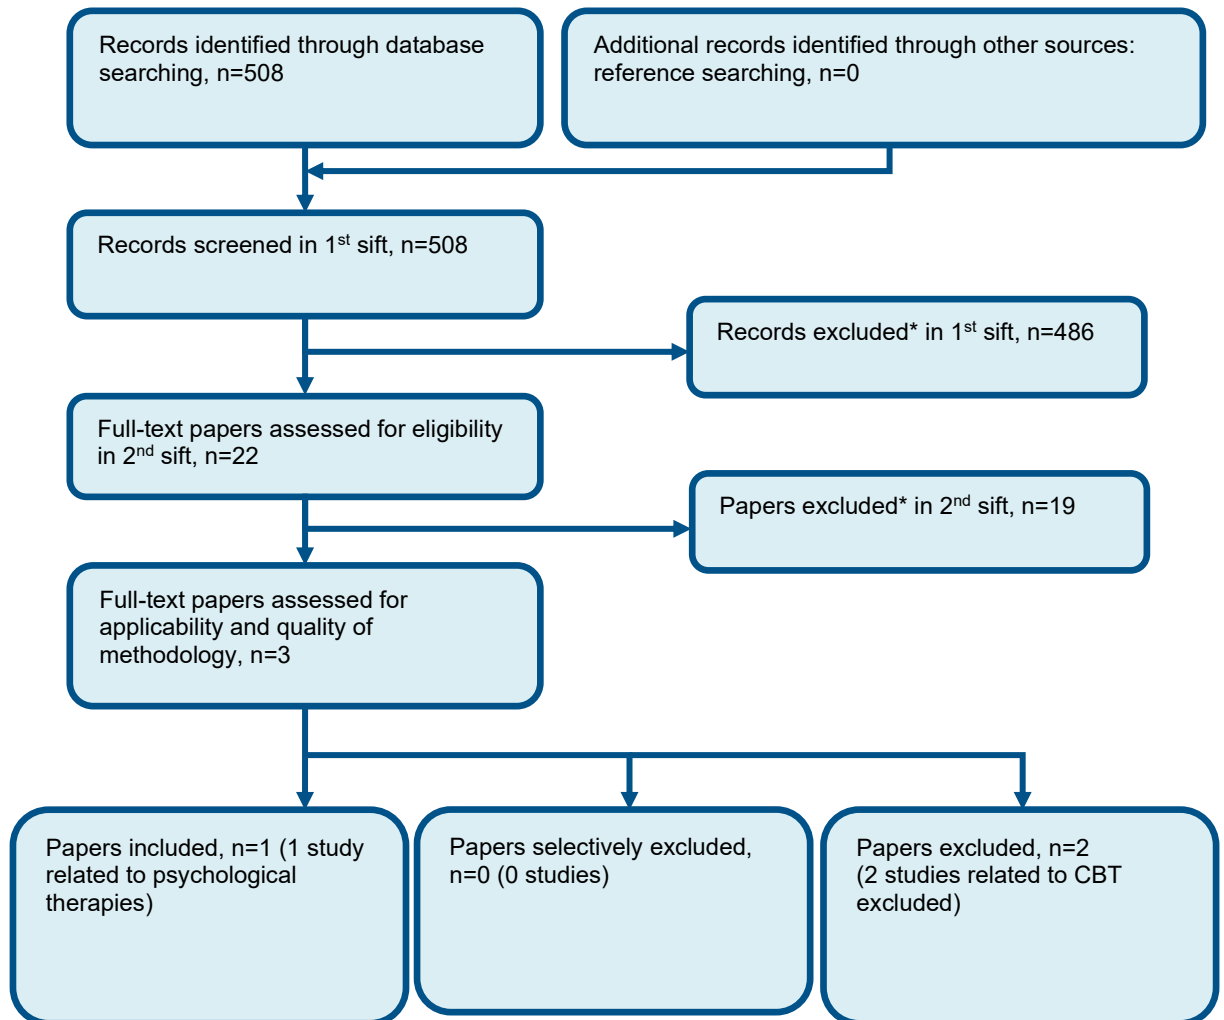 Records identified through database
searching, n=508
Additional records identified through other sources:
reference searching, n=0
Records screened in 1st sift, n=508
Records excluded* in 1st sift, n=486
Full-text papers assessed for eligibility
in 2nd sift, n=22
Papers excluded* in 2nd sift, n=19
Full-text papers assessed for
applicability and quality of
methodology, n=3
Papers included, n=1 (1 study
related to psychological
therapies)
Papers selectively excluded,
n=0 (0 studies)
Papers excluded, n=2
(2 studies related to CBT
excluded)